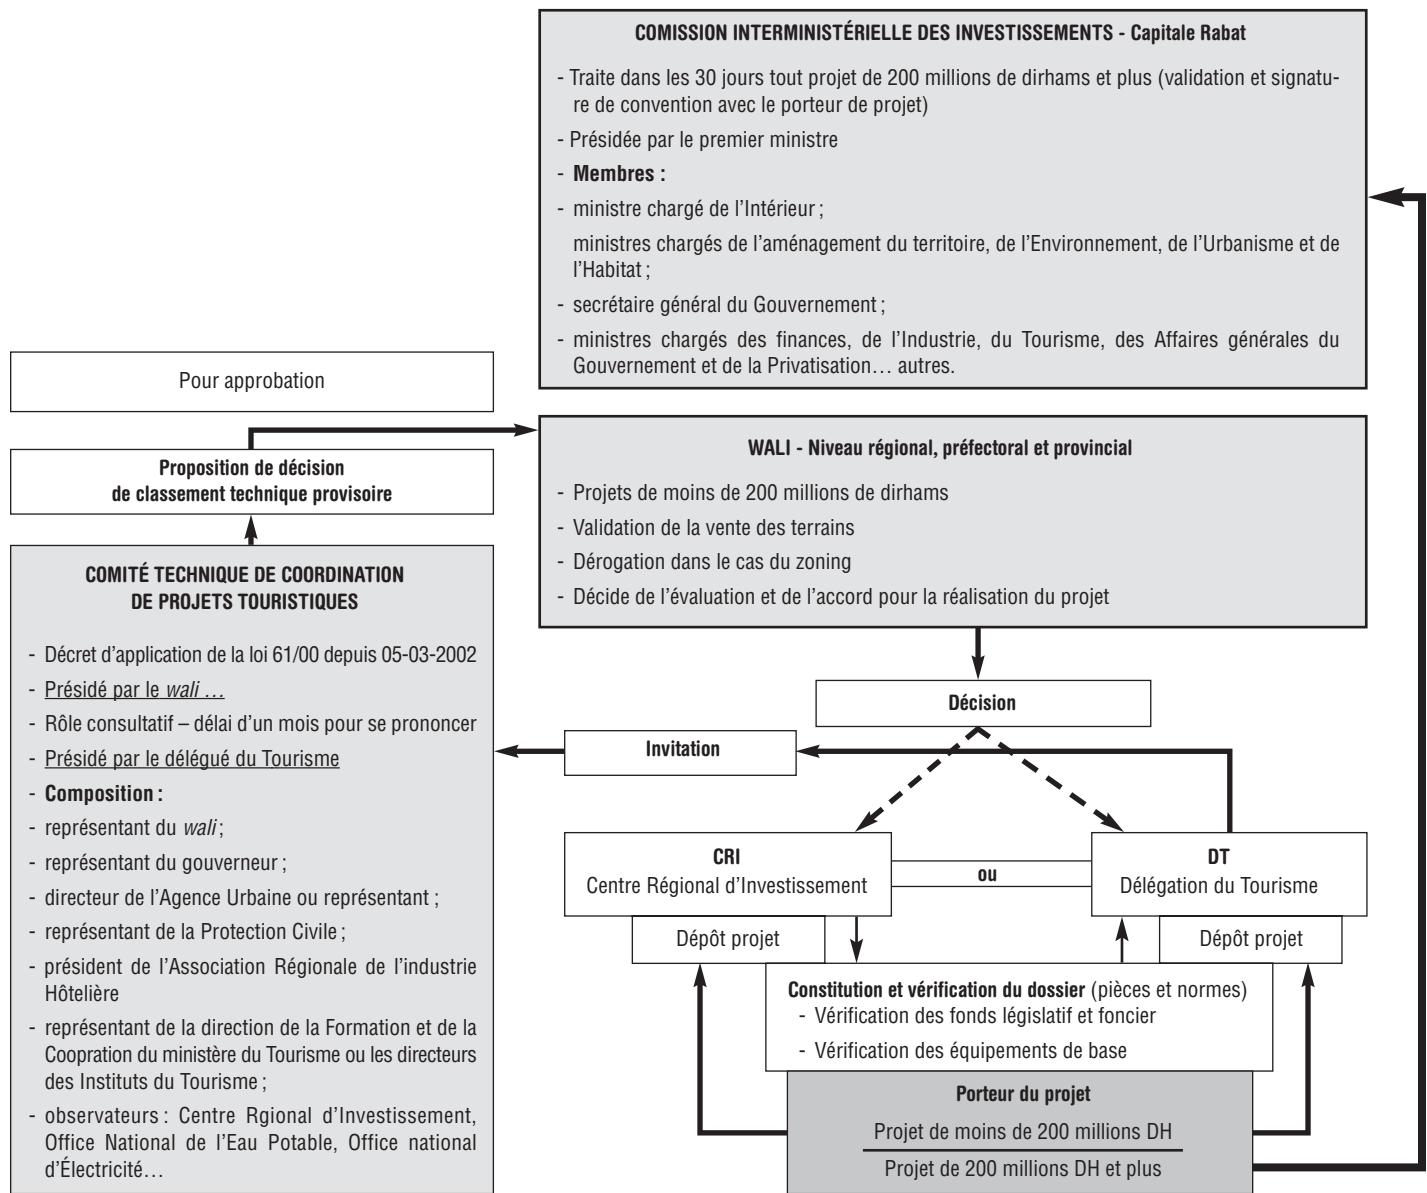 COMISSION INTERMINISTÉRIELLE DES INVESTISSEMENTS - Capitale Rabat
- Traite dans les 30 jours tout projet de 200 millions de dirhams et plus (validation et signatu-
re de convention avec le porteur de projet)
- Présidée par le premier ministre
- Membres :
- ministre chargé de l'Intérieur ;
ministres chargés de l'aménagement du territoire, de l'Environnement, de l'Urbanisme et de
l'Habitat ;
- secrétaire général du Gouvernement ;
- ministres chargés des finances, de l'Industrie, du Tourisme, des Affaires générales du
Gouvernement et de la Privatisation… autres.
Pour approbation
Proposition de décision
de classement technique provisoire
WALI - Niveau régional, préfectoral et provincial
- Projets de moins de 200 millions de dirhams
- Validation de la vente des terrains
- Dérogation dans le cas du zoning
- Décide de l'évaluation et de l'accord pour la réalisation du projet
COMITÉ TECHNIQUE DE COORDINATION
DE PROJETS TOURISTIQUES
- Décret d'application de la loi 61/00 depuis 05-03-2002
- Présidé par le wali …
- Rôle consultatif – délai d'un mois pour se prononcer
- Présidé par le délégué du Tourisme
- Composition :
- représentant du wali ;
- représentant du gouverneur ;
- directeur de l'Agence Urbaine ou représentant ;
- représentant de la Protection Civile ;
- président de l'Association Régionale de l'industrie
Hôtelière
- représentant de la direction de la Formation et de la
Coopration du ministère du Tourisme ou les directeurs
des Instituts du Tourisme ;
- observateurs : Centre Rgional d'Investissement,
Office National de l'Eau Potable, Office national
d'Électricité…
Décision
Invitation
CRI
Centre Régional d'Investissement
ou
DT
Délégation du Tourisme
Dépôt projet
Dépôt projet
Constitution et vérification du dossier (pièces et normes)
- Vérification des fonds législatif et foncier
- Vérification des équipements de base
Porteur du projet
Projet de moins de 200 millions DH
Projet de 200 millions DH et plus